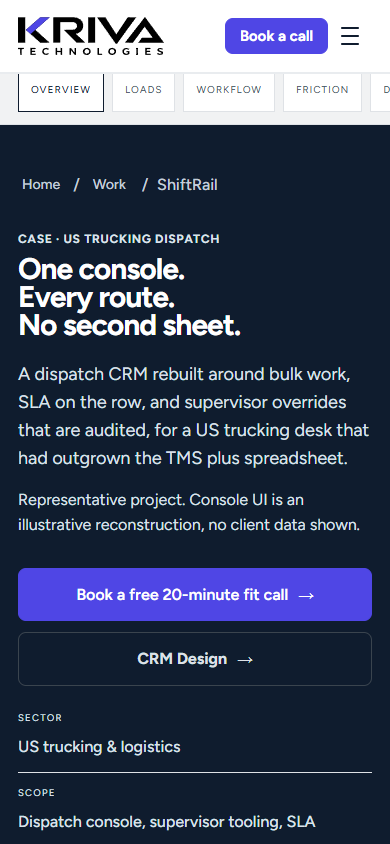 KRIVA
TECHNOLOGIES
Book a call
OVERVIEW
LOADS
WORKFLOW
FRICTION
Home / Work / ShiftRail
CASE · US TRUCKING DISPATCH
One console.
Every route.
No second sheet.
A dispatch CRM rebuilt around bulk work,
SLA on the row, and supervisor overrides
that are audited, for a US trucking desk that
had outgrown the TMS plus spreadsheet.
Representative project. Console UI is an
illustrative reconstruction, no client data shown.
Book a free 20-minute fit call →
CRM Design →
SECTOR
US trucking & logistics
SCOPE
Dispatch console, supervisor tooling, SLA